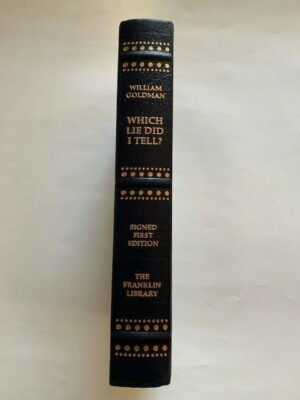 WILLIAM
GOLDMAN
WHICH
LIE DID
I TELL?
SIGNED
FIRST
EDITION
THE
FRANKLIN
LIBRARY